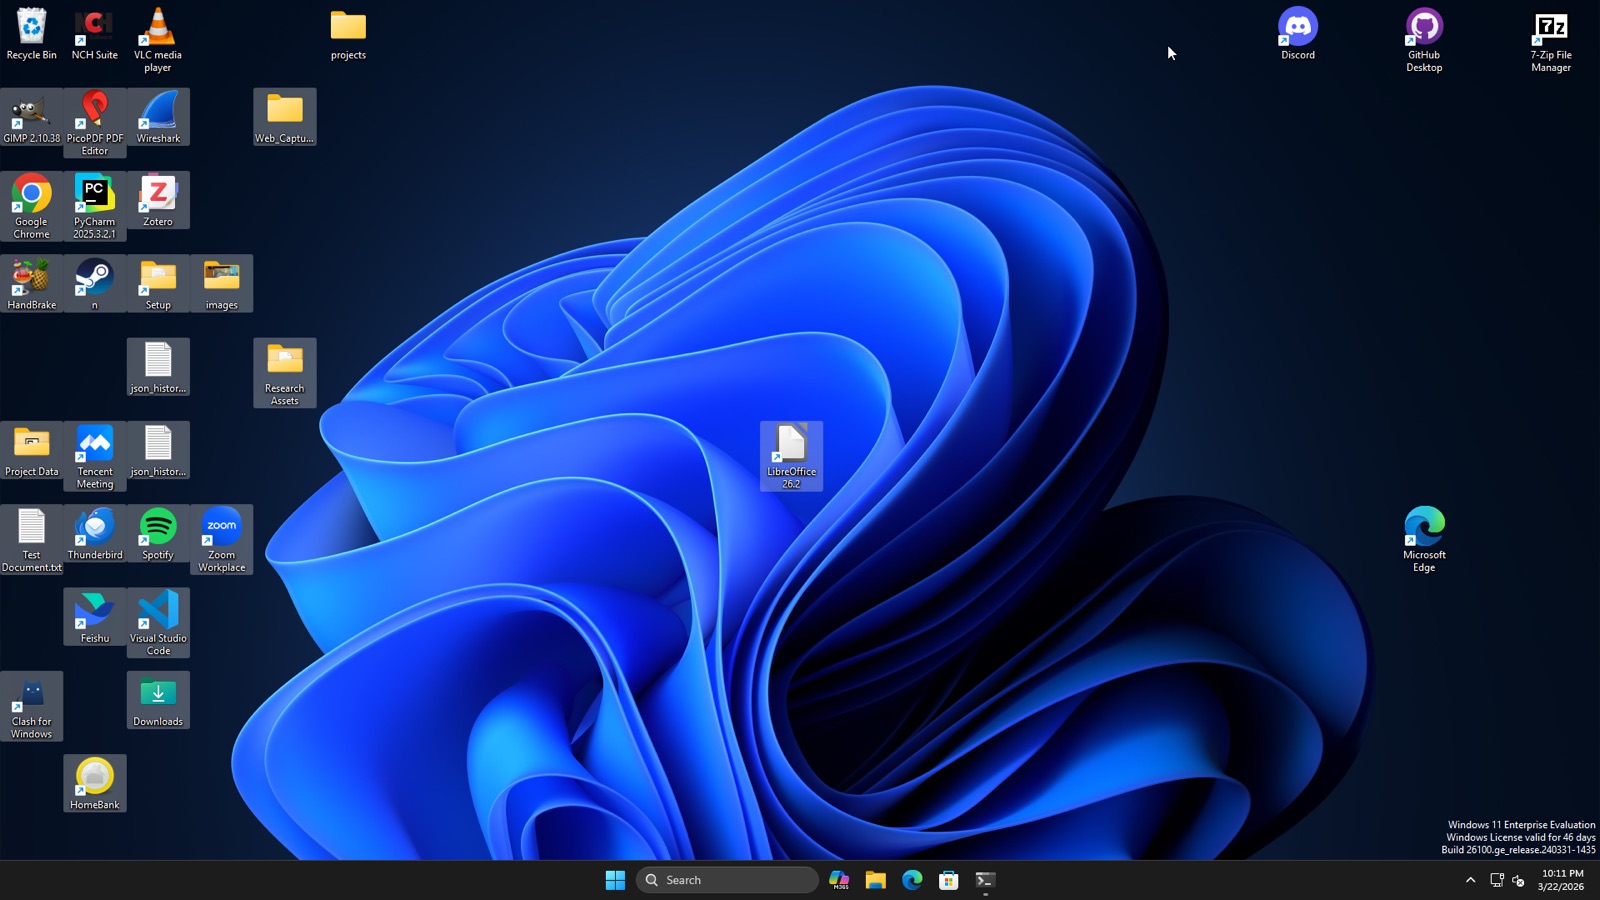 Recycle Bin
NCH Suite
VLC media
player
projects
Discord
GitHub
Desktop
7-Zip File
Manager
GIMP 2.10.38
PicoPDF PDF
Editor
Wireshark
Web_Captu...
Google
Chrome
PyCharm
2025.3.2.1
Zotero
HandBrake
n
Setup
images
json_histor...
Research
Assets
Project Data
Tencent
Meeting
json_histor...
LibreOffice
26.2
Test
Document.txt
Thunderbird
Spotify
zoom
Zoom
Workplace
Microsoft
Edge
Feishu
Visual Studio
Code
Clash for
Windows
Downloads
HomeBank
Windows 11 Enterprise Evaluation
Windows License valid for 46 days
Build 26100.ge_release.240331-1435
Search
M365
10:11 PM
3/22/2026